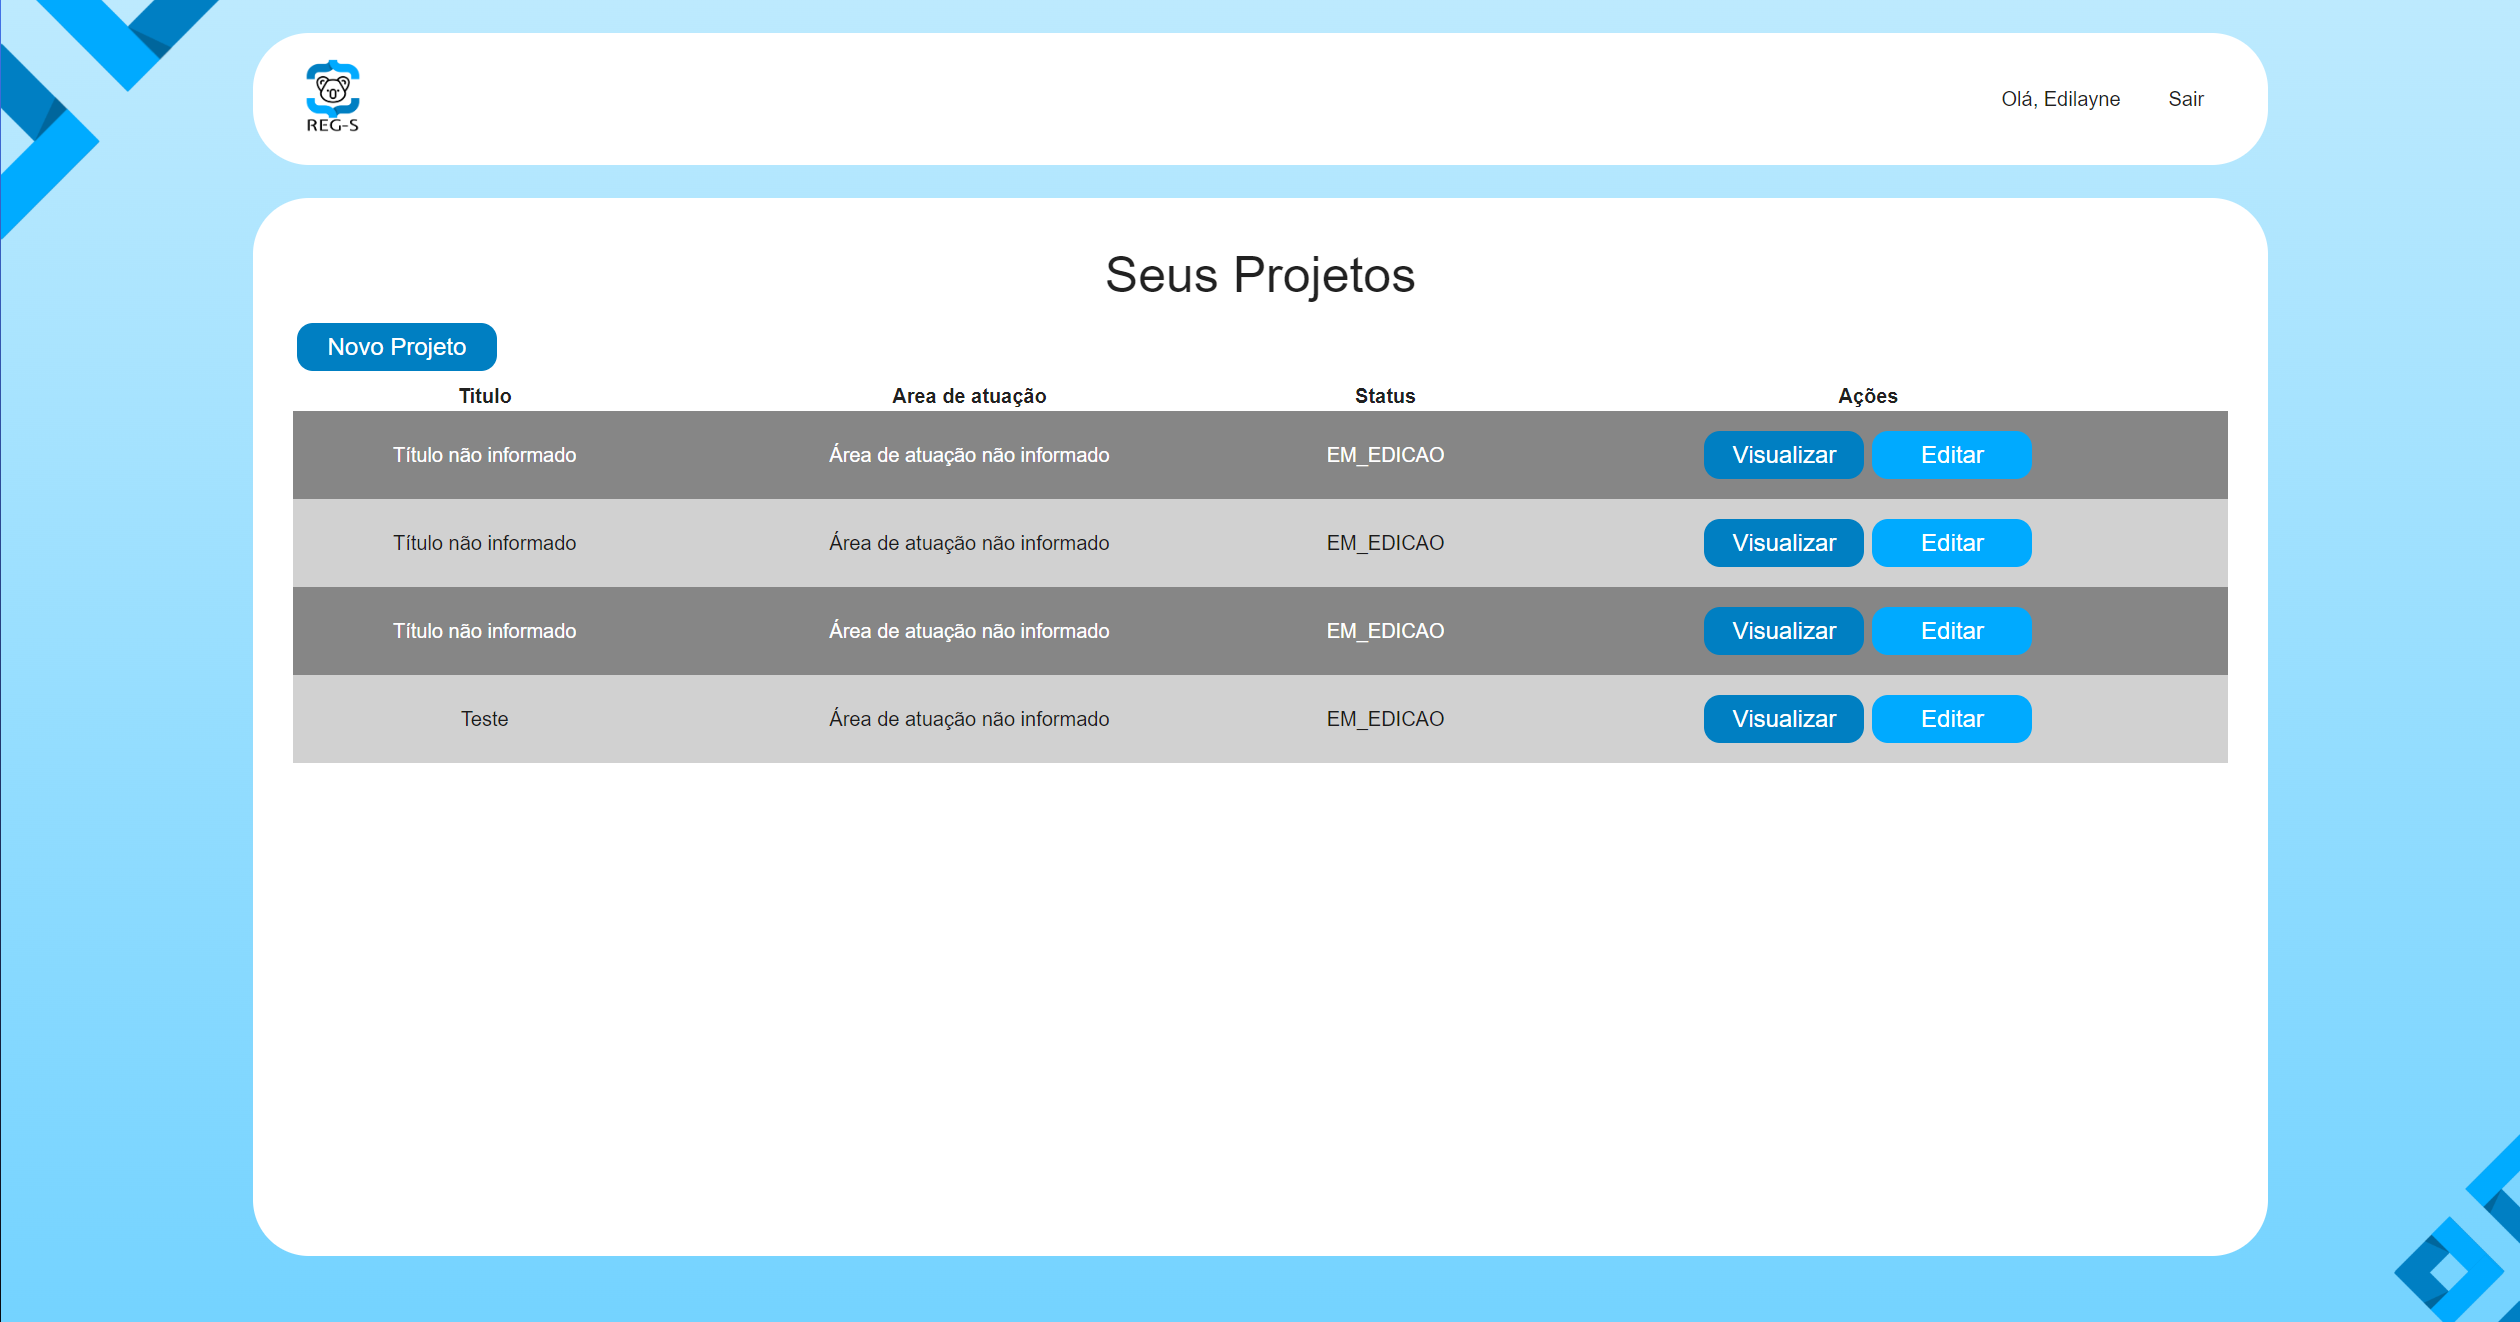 REG-S
Olá, Edilayne Sair
Seus Projetos
Novo Projeto
Titulo Area de atuação Status Ações
Título não informado Área de atuação não informado EM_EDICAO Visualizar Editar
Título não informado Área de atuação não informado EM_EDICAO Visualizar Editar
Título não informado Área de atuação não informado EM_EDICAO Visualizar Editar
Teste Área de atuação não informado EM_EDICAO Visualizar Editar